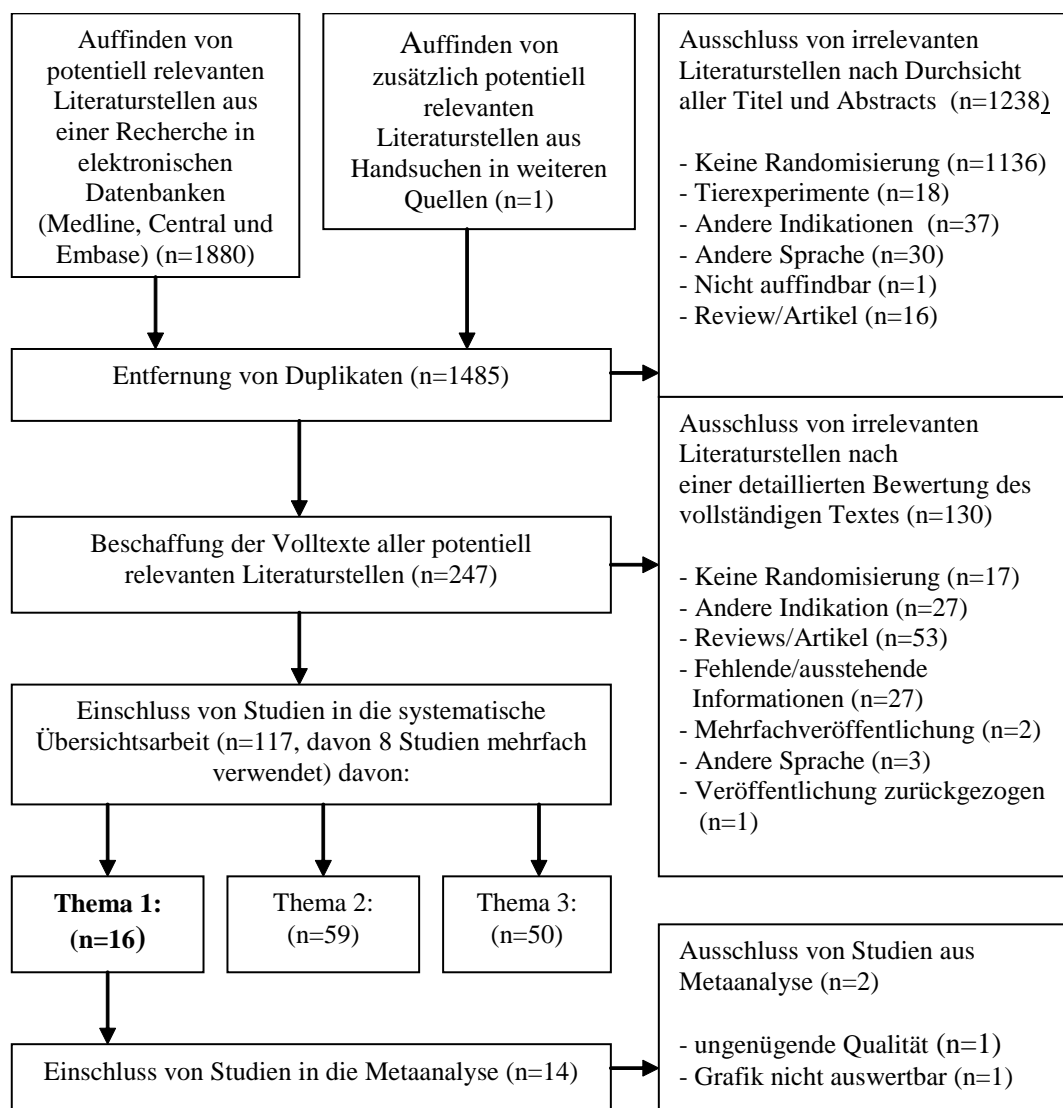 Auffinden von
potentiell relevanten
Literaturstellen aus
einer Recherche in
elektronischen
Datenbanken
(Medline, Central und
Embase) (n=1880)
Auffinden von
zusätzlich potentiell
relevanten
Literaturstellen aus
Handsuchen in weiteren
Quellen (n=1)
Ausschluss von irrelevanten
Literaturstellen nach Durchsicht
aller Titel und Abstracts (n=1238)
- Keine Randomisierung (n=1136)
- Tierexperimente (n=18)
- Andere Indikationen (n=37)
- Andere Sprache (n=30)
- Nicht auffindbar (n=1)
- Review/Artikel (n=16)
Entfernung von Duplikaten (n=1485)
Ausschluss von irrelevanten
Literaturstellen nach
einer detaillierten Bewertung des
vollständigen Textes (n=130)
- Keine Randomisierung (n=17)
- Andere Indikation (n=27)
- Reviews/Artikel (n=53)
- Fehlende/ausstehende
Informationen (n=27)
- Mehrfachveröffentlichung (n=2)
- Andere Sprache (n=3)
- Veröffentlichung zurückgezogen
(n=1)
Beschaffung der Volltexte aller potentiell
relevanten Literaturstellen (n=247)
Einschluss von Studien in die systematische
Übersichtsarbeit (n=117, davon 8 Studien mehrfach
verwendet) davon:
Thema 1:
(n=16)
Thema 2:
(n=59)
Thema 3:
(n=50)
Ausschluss von Studien aus
Metaanalyse (n=2)
- ungenügende Qualität (n=1)
- Grafik nicht auswertbar (n=1)
Einschluss von Studien in die Metaanalyse (n=14)